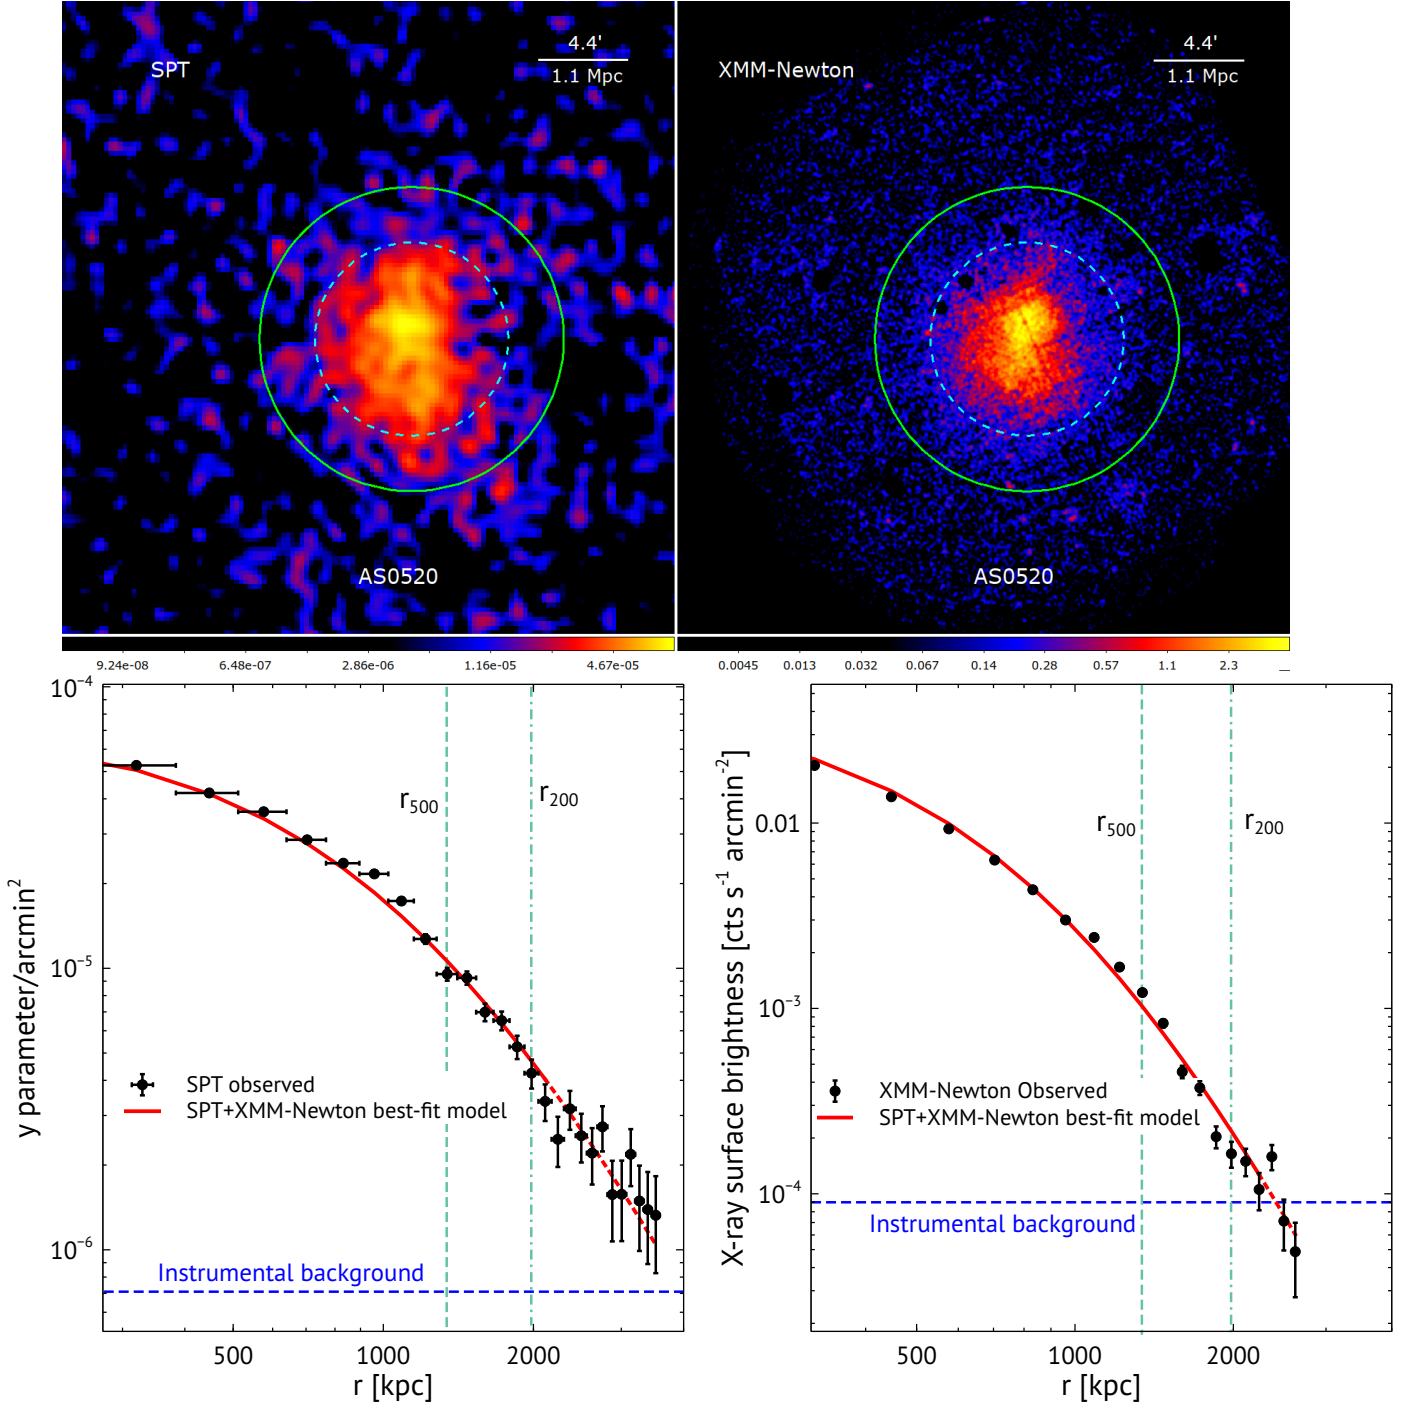 SPT
4.4'
1.1 Mpc
AS0520
XMM-Newton
4.4'
1.1 Mpc
AS0520
9.24e-08 6.48e-07 2.86e-06 1.16e-05 4.67e-05
0.0045 0.013 0.032 0.067 0.14 0.28 0.57 1.1 2.3
y parameter/arcmin²
10⁻⁴
10⁻⁵
10⁻⁶
r₅₀₀
r₂₀₀
SPT observed
SPT+XMM-Newton best-fit model
Instrumental background
500 1000 2000
r [kpc]
X-ray surface brightness [cts s⁻¹ arcmin⁻²]
0.01
10⁻³
10⁻⁴
r₅₀₀
r₂₀₀
XMM-Newton Observed
SPT+XMM-Newton best-fit model
Instrumental background
500 1000 2000
r [kpc]